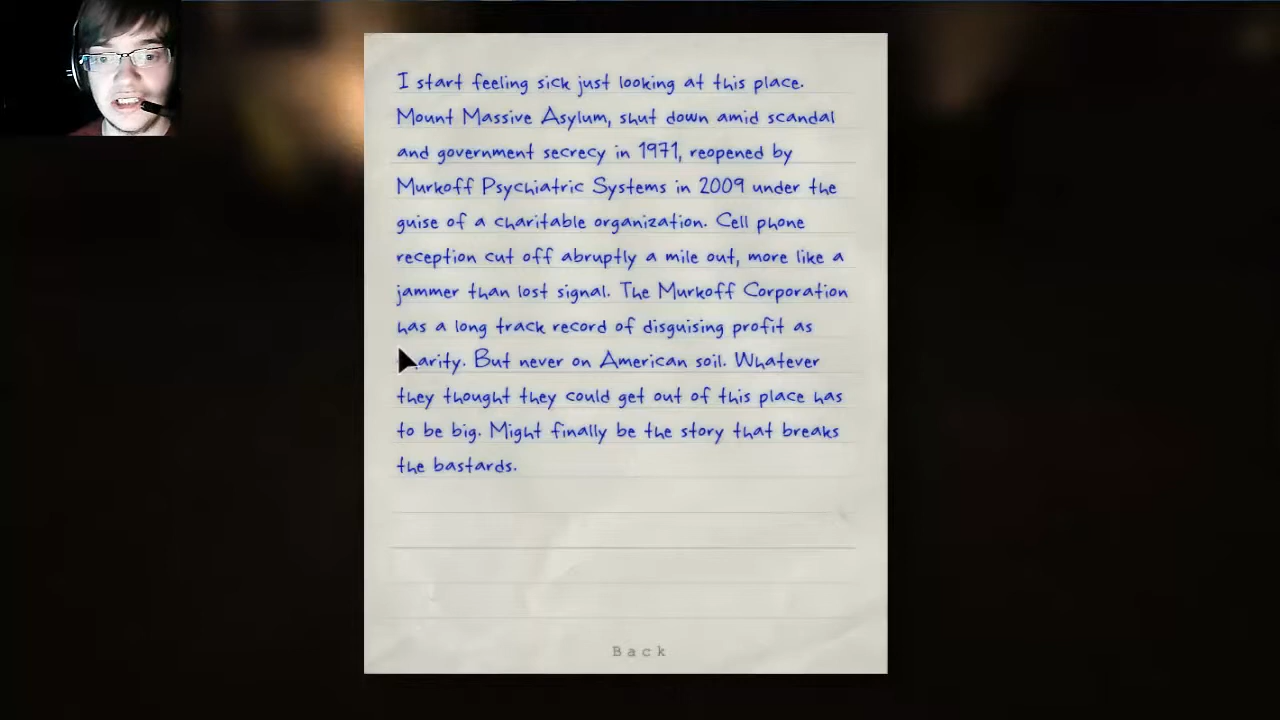 I start feeling sick just looking at this place.
Mount Massive Asylum, shut down amid scandal
and government secrecy in 1971, reopened by
Murkoff Psychiatric Systems in 2009 under the
guise of a charitable organization. Cell phone
reception cut off abruptly a mile out, more like a
jammer than lost signal. The Murkoff Corporation
has a long track record of disguising profit as
arity. But never on American soil. Whatever
they thought they could get out of this place has
to be big. Might finally be the story that breaks
the bastards.
Back